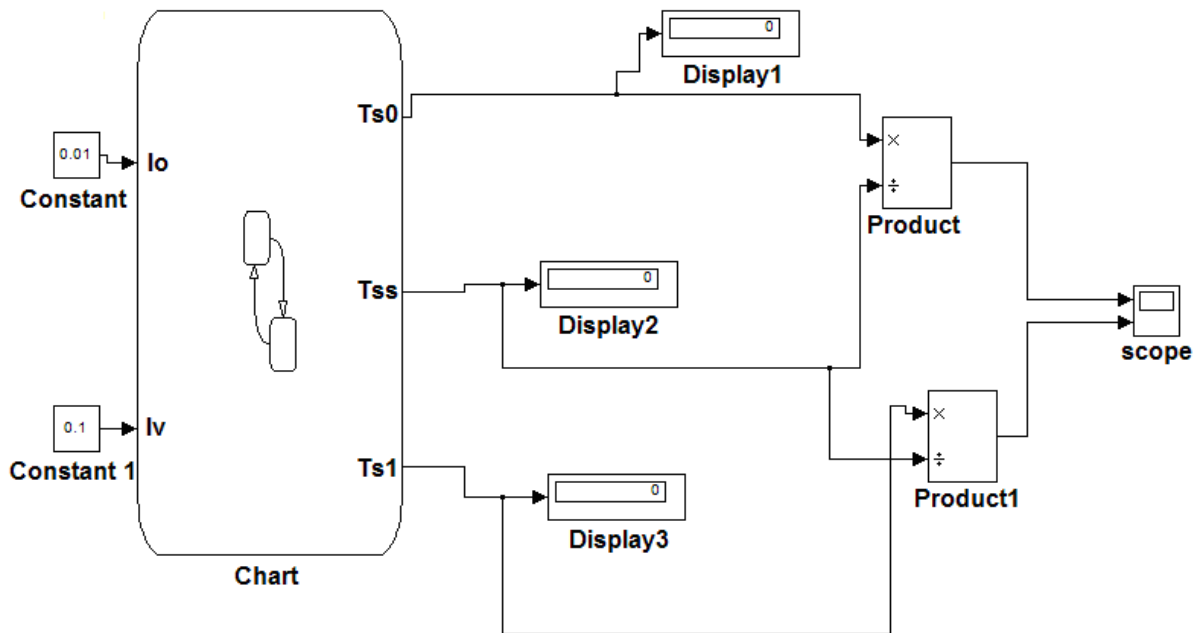 0
Display1
Ts0
0.01
Io
×
÷
Constant
Product
Tss
0
Display2
scope
0.1
Iv
×
÷
Constant 1
Ts1
0
Product1
Display3
Chart